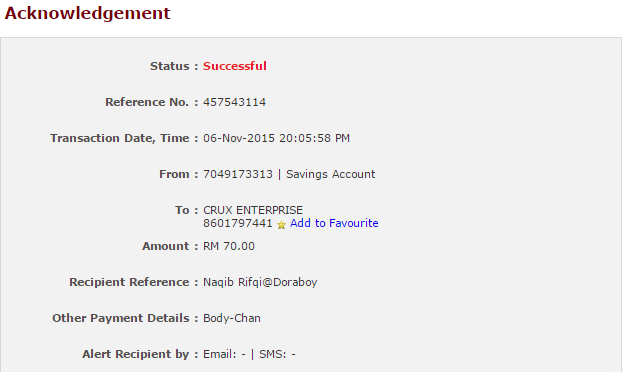 Acknowledgement
Status : Successful
Reference No. : 457543114
Transaction Date, Time : 06-Nov-2015 20:05:58 PM
From : 7049173313 | Savings Account
To : CRUX ENTERPRISE
8601797441 Add to Favourite
Amount : RM 70.00
Recipient Reference : Naqib Rifqi@Doraboy
Other Payment Details : Body-Chan
Alert Recipient by : Email: - | SMS: -